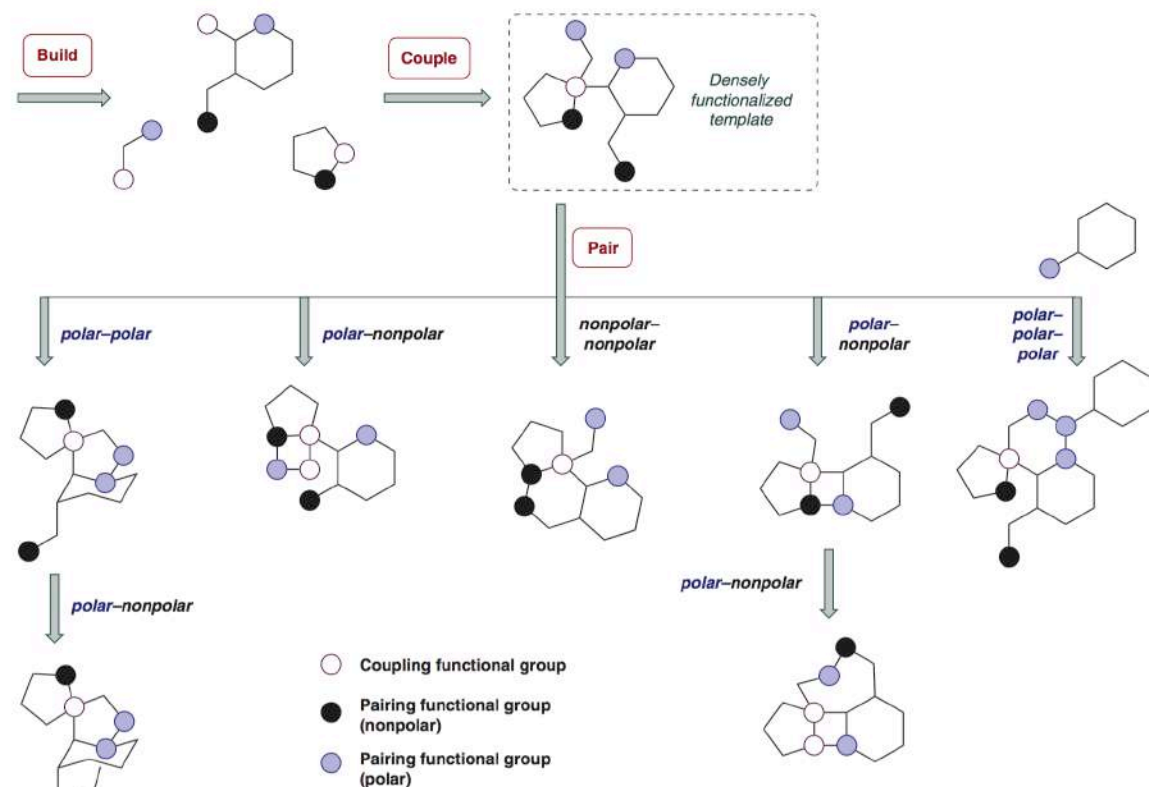 Build
Couple
Densely
functionalized
template
Pair
polar–polar
polar–nonpolar
nonpolar–
nonpolar
polar–
nonpolar
polar–
polar–
polar
polar–nonpolar
polar–nonpolar
Coupling functional group
Pairing functional group
(nonpolar)
Pairing functional group
(polar)